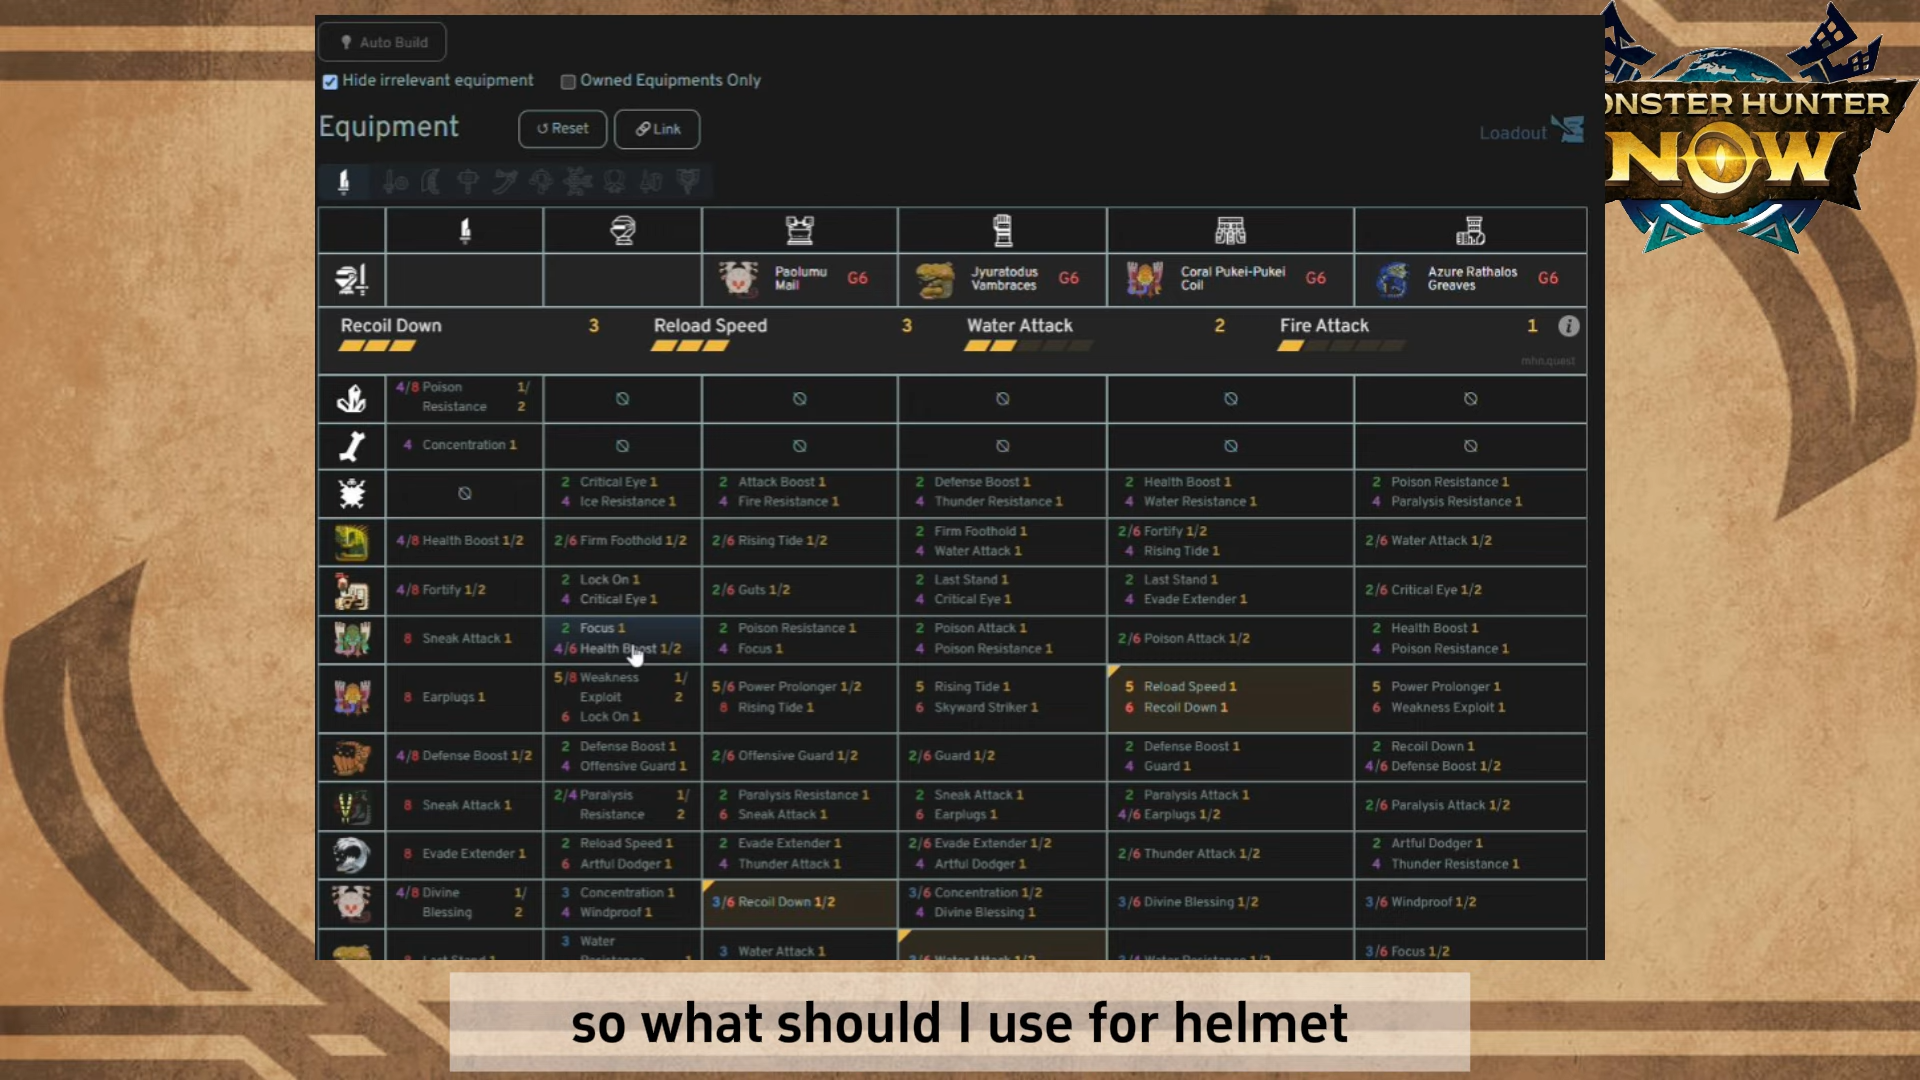 Auto Build
Hide irrelevant equipment Owned Equipments Only
Equipment Reset Link
Loadout
MONSTER HUNTER
NOW
Paolumu Mail G6 Jyuratodus Vambraces G6 Coral Pukei-Pukei Coil G6 Azure Rathalos Greaves G6
Recoil Down 3 Reload Speed 3 Water Attack 2 Fire Attack 1
mhn.quest
4/8 Poison Resistance 1/2
4 Concentration 1
2 Critical Eye 1 2 Attack Boost 1 2 Defense Boost 1 2 Health Boost 1 2 Poison Resistance 1
4 Ice Resistance 1 4 Fire Resistance 1 4 Thunder Resistance 1 4 Water Resistance 1 4 Paralysis Resistance 1
2 Firm Foothold 1 2/6 Fortify 1/2
4/8 Health Boost 1/2 2/6 Firm Foothold 1/2 2/6 Rising Tide 1/2 2/6 Water Attack 1/2
4 Water Attack 1 4 Rising Tide 1
2 Lock On 1 2 Last Stand 1 2 Last Stand 1
4/8 Fortify 1/2 2/6 Guts 1/2 2/6 Critical Eye 1/2
4 Critical Eye 1 4 Critical Eye 1 4 Evade Extender 1
2 Focus 1 2 Poison Resistance 1 2 Poison Attack 1 2 Health Boost 1
8 Sneak Attack 1 2/6 Poison Attack 1/2
4/6 Health Boost 1/2 4 Focus 1 4 Poison Resistance 1 4 Poison Resistance 1
5/8 Weakness Exploit 1/2
5/6 Power Prolonger 1/2 5 Rising Tide 1 5 Reload Speed 1 5 Power Prolonger 1
8 Earplugs 1
8 Rising Tide 1 6 Skyward Striker 1 6 Recoil Down 1 6 Weakness Exploit 1
6 Lock On 1
2 Defense Boost 1 2 Defense Boost 1 2 Recoil Down 1
4/8 Defense Boost 1/2 2/6 Offensive Guard 1/2 2/6 Guard 1/2
4 Offensive Guard 1 4 Guard 1 4/6 Defense Boost 1/2
2/4 Paralysis Resistance 1/2 2 Paralysis Resistance 1 2 Sneak Attack 1 2 Paralysis Attack 1
8 Sneak Attack 1 2/6 Paralysis Attack 1/2
6 Sneak Attack 1 6 Earplugs 1 4/6 Earplugs 1/2
2 Reload Speed 1 2 Evade Extender 1 2/6 Evade Extender 1/2 2 Artful Dodger 1
8 Evade Extender 1 2/6 Thunder Attack 1/2
6 Artful Dodger 1 4 Thunder Attack 1 4 Artful Dodger 1 4 Thunder Resistance 1
4/8 Divine Blessing 1/2 3 Concentration 1 3/6 Concentration 1/2
3/6 Recoil Down 1/2 3/6 Divine Blessing 1/2 3/6 Windproof 1/2
4 Windproof 1 4 Divine Blessing 1
3 Water
3 Water Attack 1 3/6 Focus 1/2
so what should I use for helmet